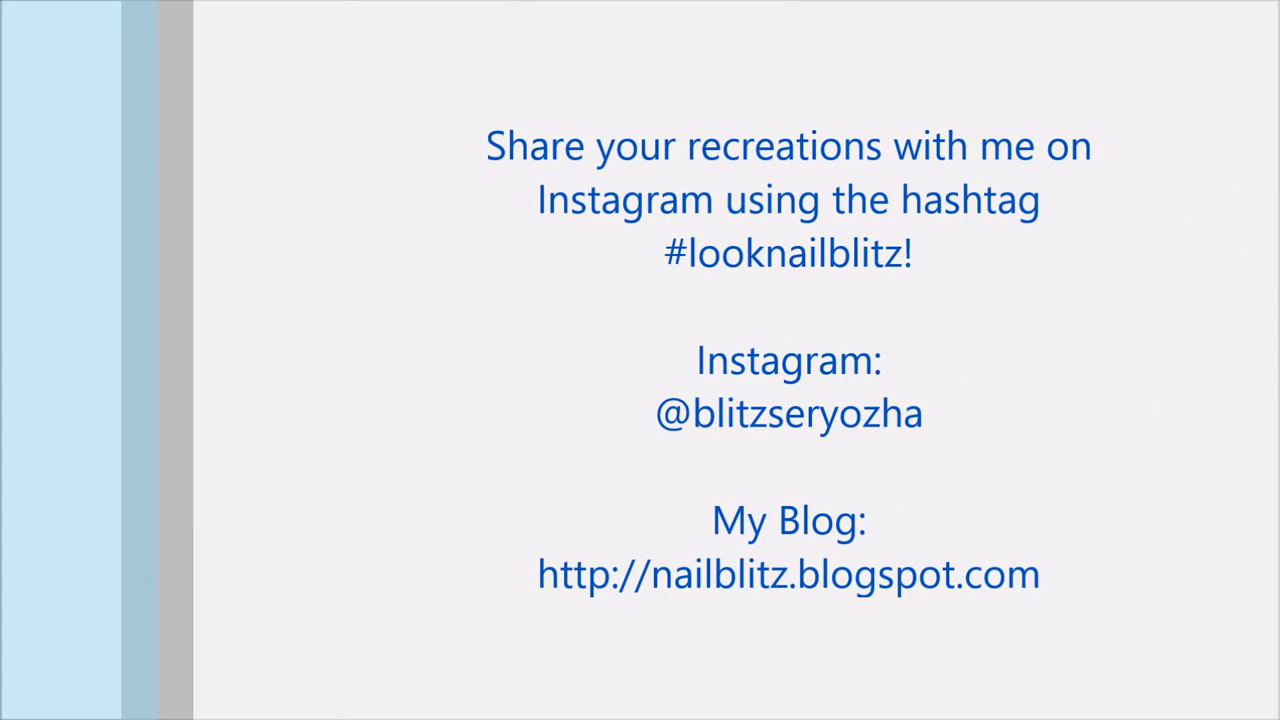 Share your recreations with me on
Instagram using the hashtag
#looknailblitz!
Instagram:
@blitzseryozha
My Blog:
http://nailblitz.blogspot.com